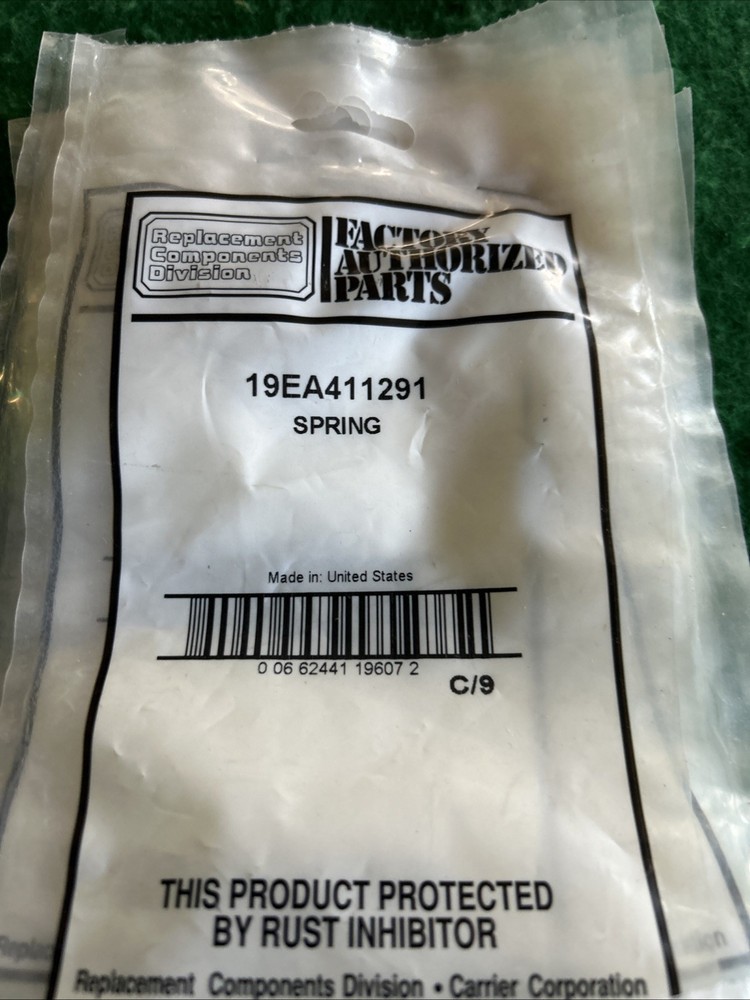 Replacement
Components
Division
FACTORY
AUTHORIZED
PARTS
19EA411291
SPRING
Made in: United States
0 06 62441 19607 2
C/9
THIS PRODUCT PROTECTED
BY RUST INHIBITOR
Replacement Components Division • Carrier Corporation